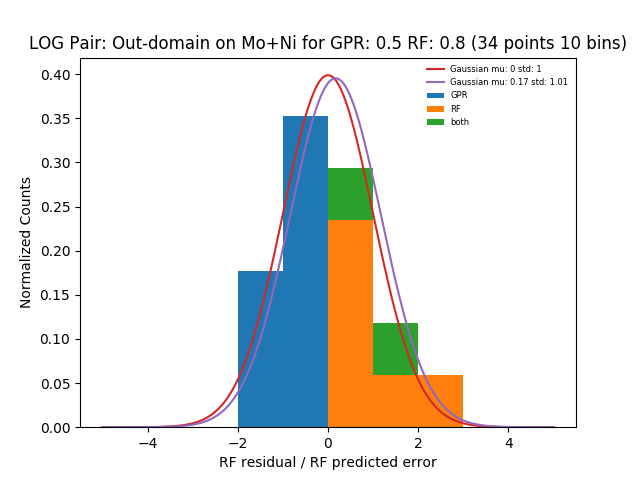 LOG Pair: Out-domain on Mo+Ni for GPR: 0.5 RF: 0.8 (34 points 10 bins)
Gaussian mu: 0 std: 1
Gaussian mu: 0.17 std: 1.01
GPR
RF
both
Normalized Counts
0.40
0.35
0.30
0.25
0.20
0.15
0.10
0.05
0.00
−4 −2 0 2 4
RF residual / RF predicted error